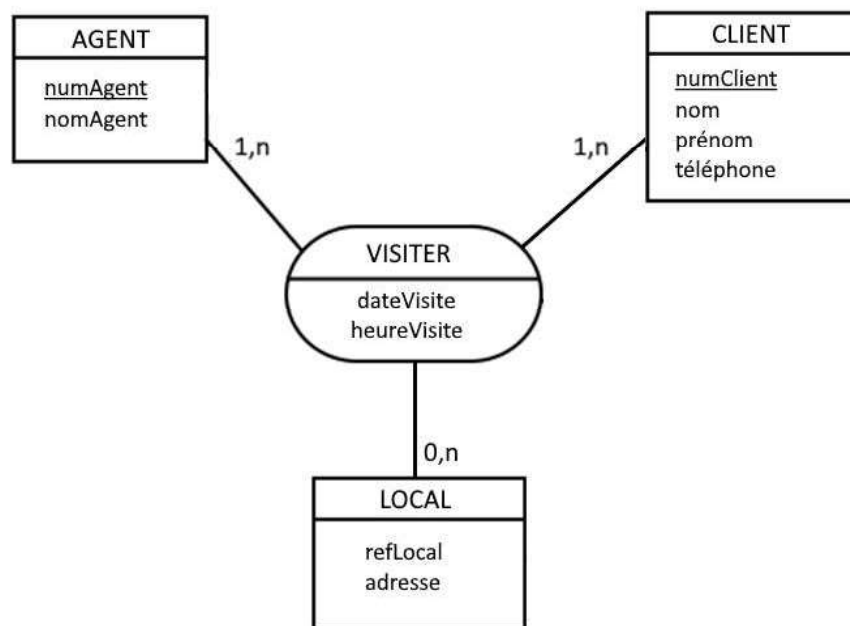 AGENT
numAgent
nomAgent
CLIENT
numClient
nom
prénom
téléphone
1,n
1,n
VISITER
dateVisite
heureVisite
0,n
LOCAL
refLocal
adresse